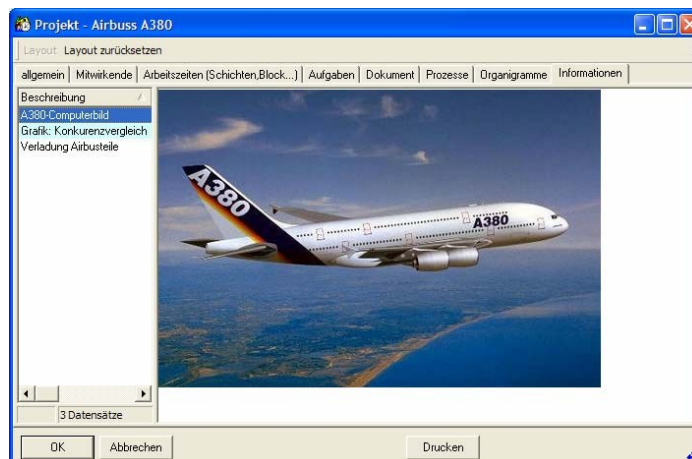 Projekt - Airbuss A380
Layout Layout zurücksetzen
allgemein Mitwirkende Arbeitszeiten (Schichten,Block...) Aufgaben Dokument Prozesse Organigramme Informationen
Beschreibung
A380-Computerbild
Grafik: Konkurenzvergleich
Verladung Airbusteile
A380
A380
3 Datensätze
OK Abbrechen Drucken